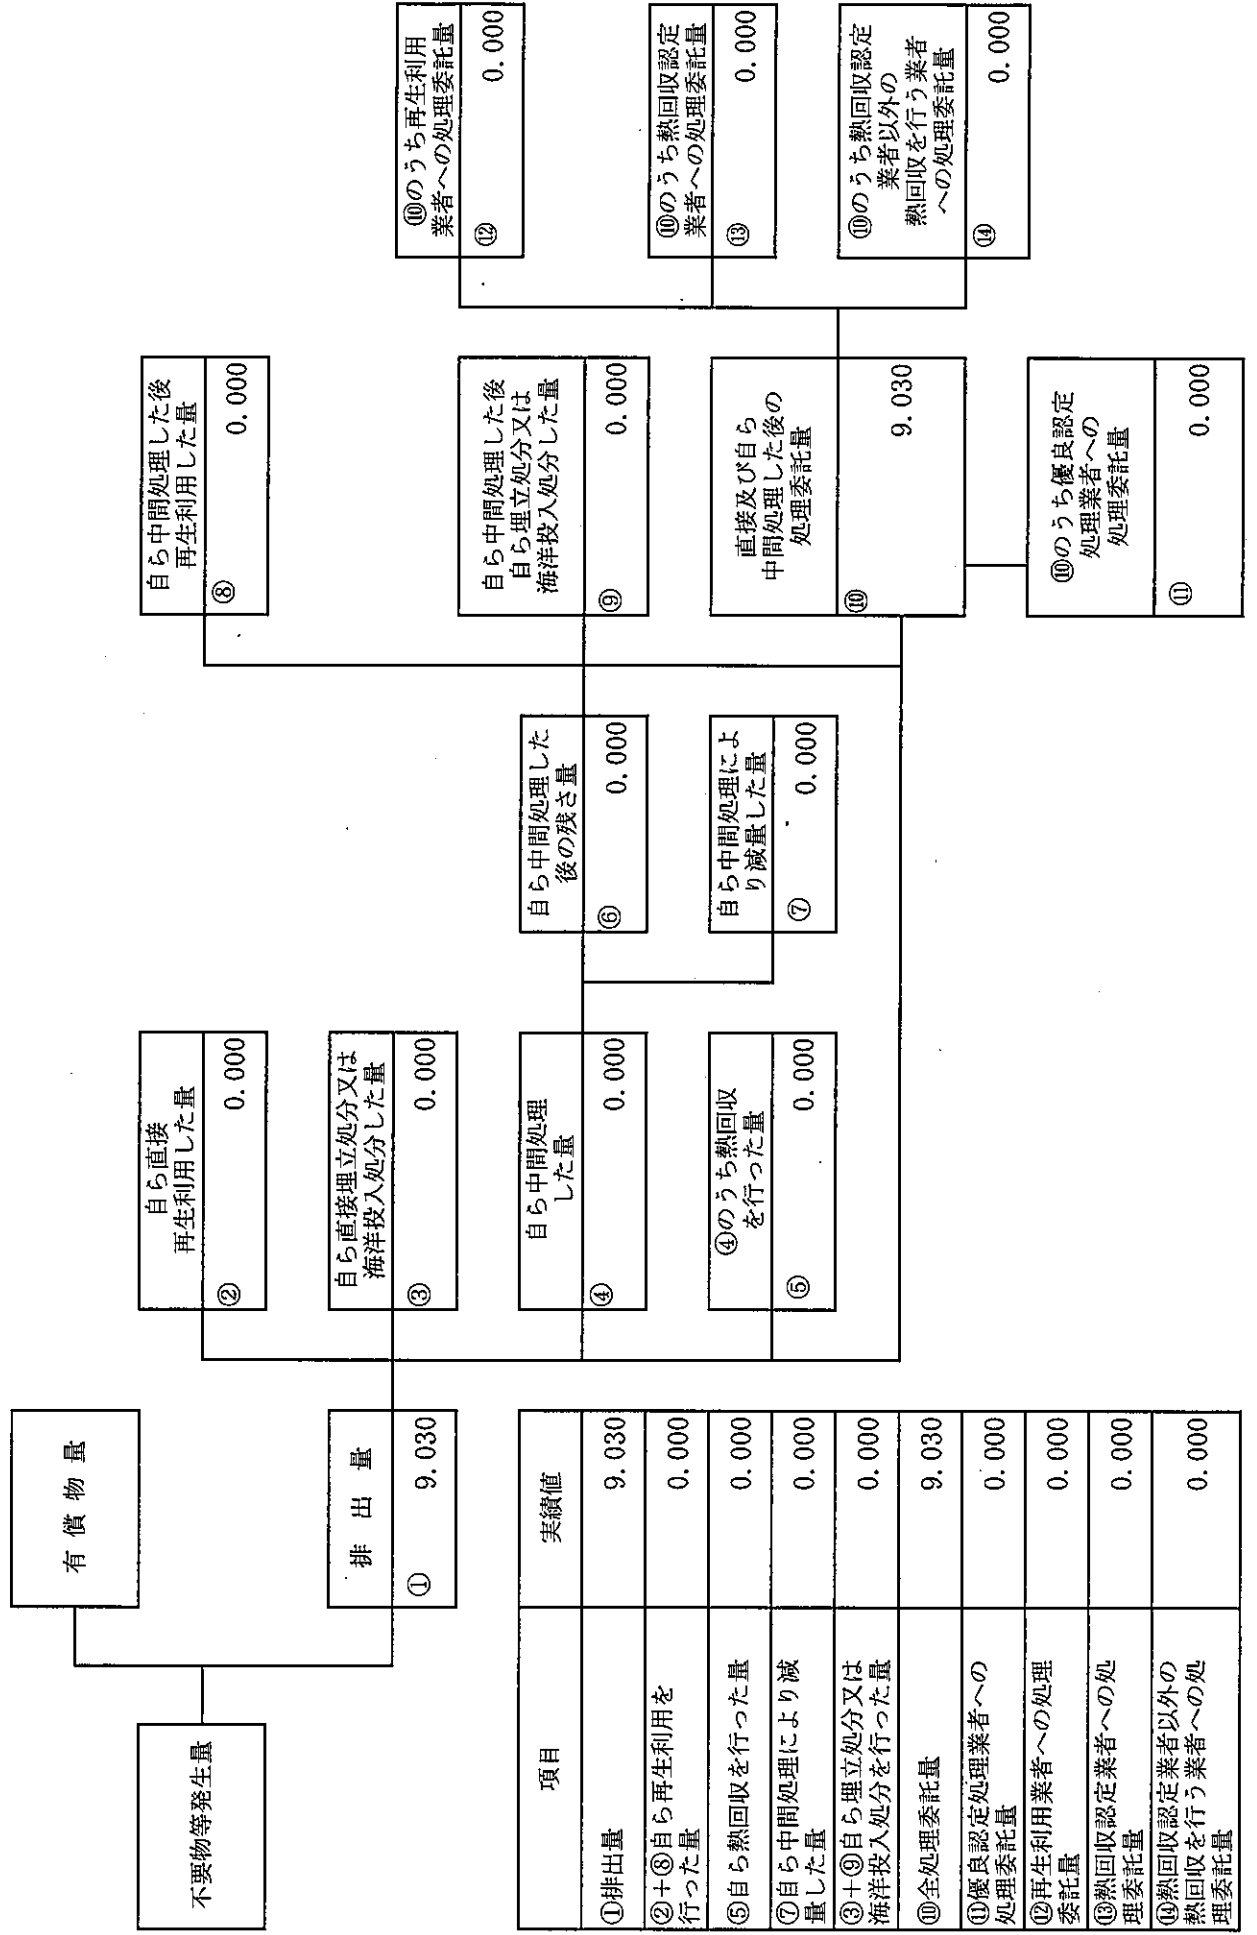 不要物等発生量
有償物量
排出量
① 9.030
自ら直接
再生利用した量
② 0.000
自ら直接埋立処分又は
海洋投入処分した量
③ 0.000
自ら中間処理
した量
④ 0.000
④のうち熱回収
を行った量
⑤ 0.000
自ら中間処理した
後の残さ量
⑥ 0.000
自ら中間処理によ
り減量した量
⑦ 0.000
自ら中間処理した後
再生利用した量
⑧ 0.000
自ら中間処理した後
自ら埋立処分又は
海洋投入処分した量
⑨ 0.000
直接及び自ら
中間処理した後の
処理委託量
⑩ 9.030
⑩のうち優良認定
処理業者への
処理委託量
⑪ 0.000
⑩のうち再生利用
業者への処理委託量
⑫ 0.000
⑩のうち熱回収認定
業者への処理委託量
⑬ 0.000
⑩のうち熱回収認定
業者以外の
熱回収を行う業者
への処理委託量
⑭ 0.000
項目 実績値
①排出量 9.030
②+⑧自ら再生利用を
行った量 0.000
⑤自ら熱回収を行った量 0.000
⑦自ら中間処理により減
量した量 0.000
③+⑨自ら埋立処分又は
海洋投入処分を行った量 0.000
⑩全処理委託量 9.030
⑪優良認定処理業者への
処理委託量 0.000
⑫再生利用業者への処理
委託量 0.000
⑬熱回収認定業者への処
理委託量 0.000
⑭熱回収認定業者以外の
熱回収を行う業者への処
理委託量 0.000